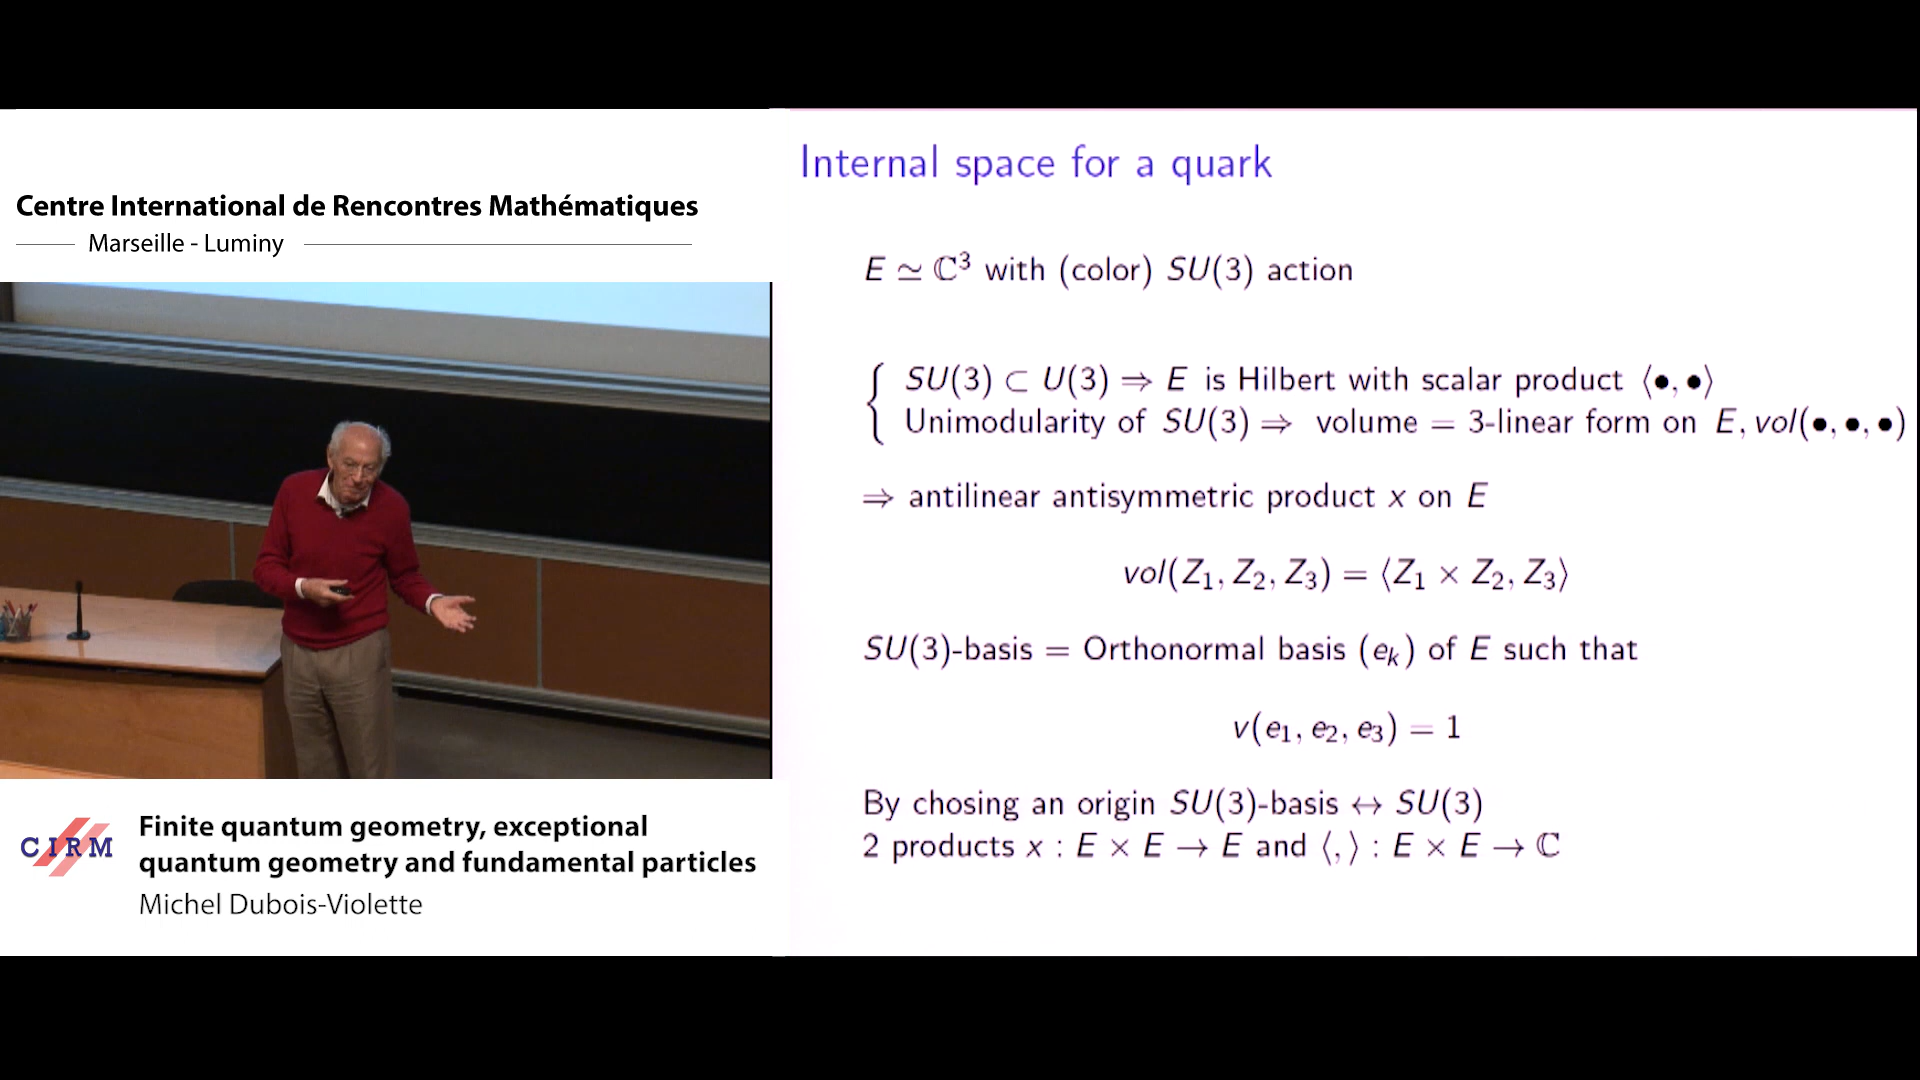 Centre International de Rencontres Mathématiques
Marseille - Luminy
CIRM
Finite quantum geometry, exceptional
quantum geometry and fundamental particles
Michel Dubois-Violette
Internal space for a quark
E ≃ ℂ³ with (color) SU(3) action
SU(3) ⊂ U(3) ⇒ E is Hilbert with scalar product ⟨•, •⟩
Unimodularity of SU(3) ⇒ volume = 3-linear form on E, vol(•, •, •)
⇒ antilinear antisymmetric product x on E
vol(Z₁, Z₂, Z₃) = ⟨Z₁ × Z₂, Z₃⟩
SU(3)-basis = Orthonormal basis (eₖ) of E such that
v(e₁, e₂, e₃) = 1
By chosing an origin SU(3)-basis ↔ SU(3)
2 products x : E × E → E and ⟨, ⟩ : E × E → ℂ